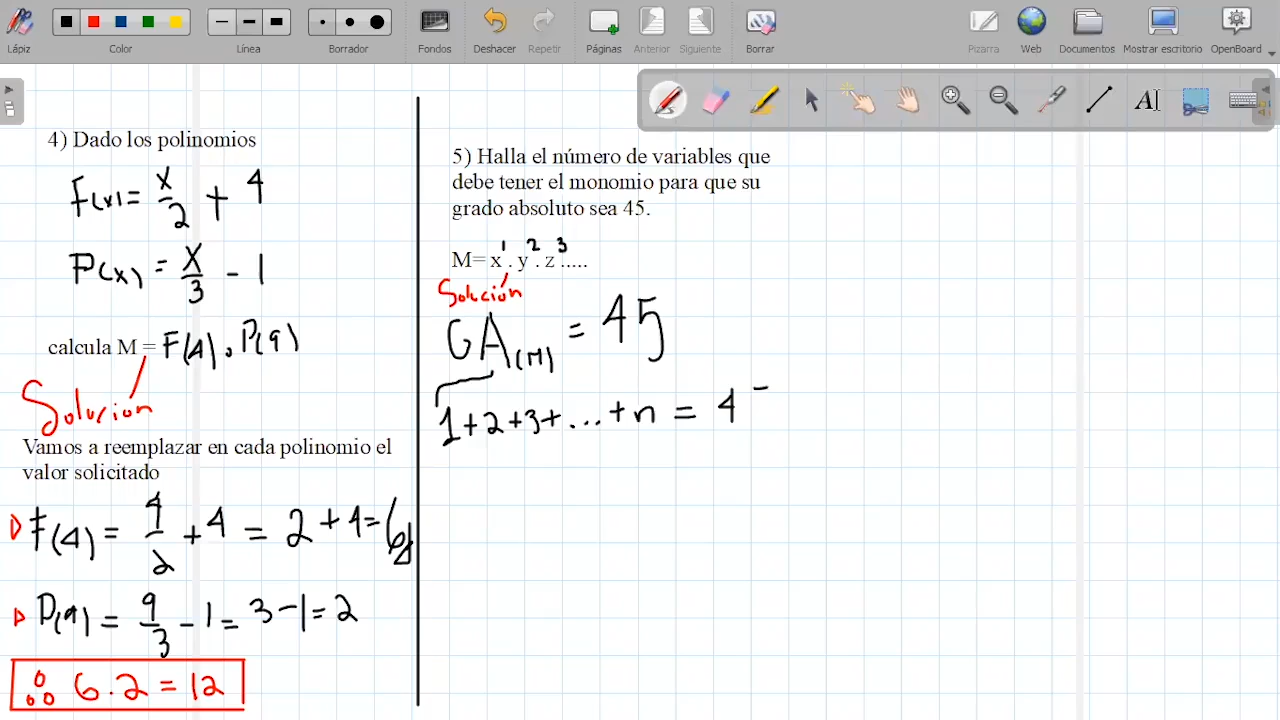 Lápiz
Color
Línea
Borrador
Fondos
Deshacer
Repetir
Páginas
Anterior
Siguiente
Borrar
Pizarra
Web
Documentos
Mostrar escritorio
OpenBoard
4) Dado los polinomios
F(x) = x/2 + 4
P(x) = x/3 - 1
calcula M = F(4) . P(9)
Solución
Vamos a reemplazar en cada polinomio el
valor solicitado
F(4) = 4/2 + 4 = 2 + 4 = 6
P(9) = 9/3 - 1 = 3 - 1 = 2
∴ 6 . 2 = 12
5) Halla el número de variables que
debe tener el monomio para que su
grado absoluto sea 45.
M= x¹. y². z³.....
Solución
GA(M) = 45
1+2+3+...+n = 4